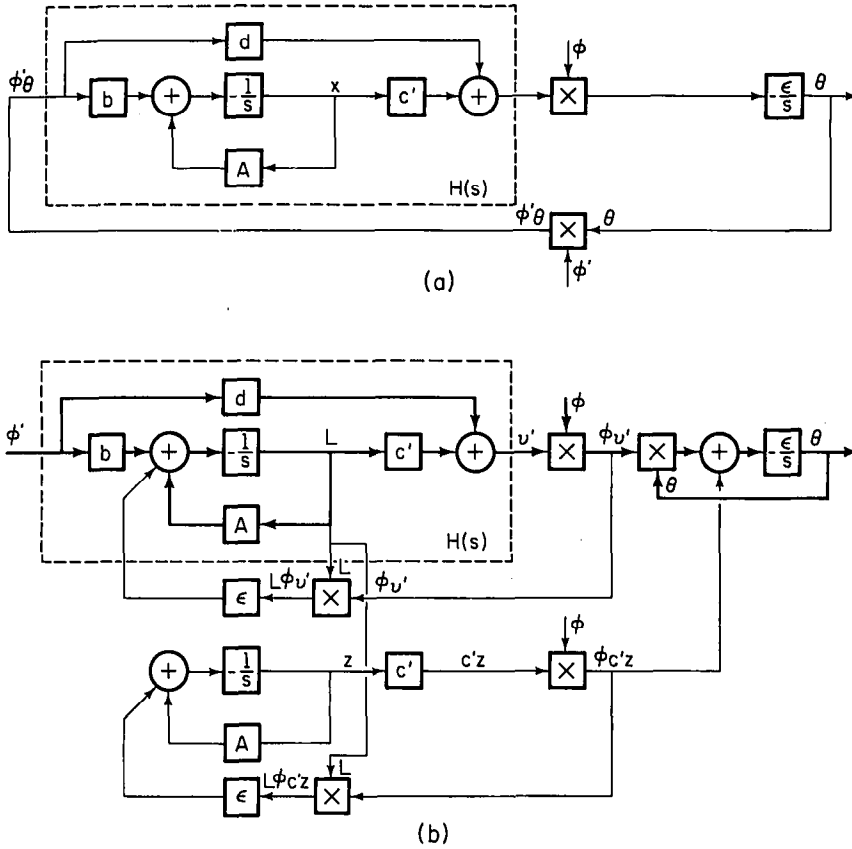 d
ϕ
ϕ'θ
b
+
-1/s
x
c'
+
×
-ϵ/s
θ
A
H(s)
ϕ'θ
×
θ
ϕ'
(a)
d
ϕ
ϕ'
b
+
-1/s
L
c'
+
υ'
×
ϕυ'
×
+
-ϵ/s
θ
θ
A
H(s)
L
ϵ
Lϕυ'
×
ϕυ'
ϕ
+
-1/s
z
c'
c'z
×
ϕc'z
A
L
ϵ
Lϕc'z
×
(b)